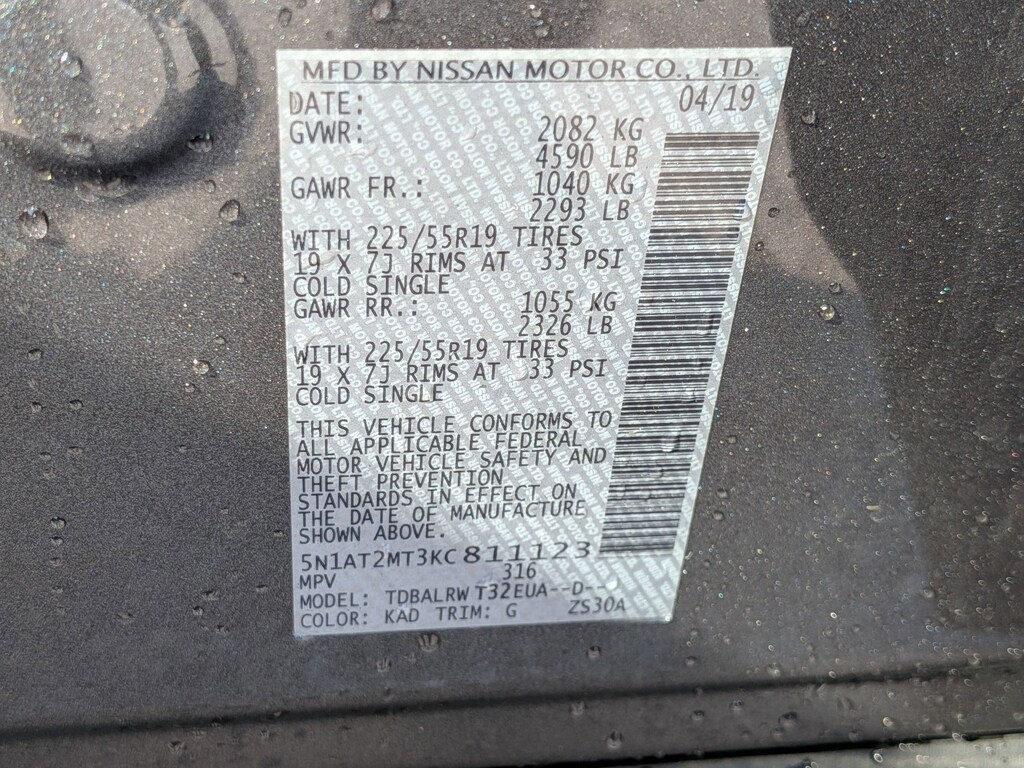 MFD BY NISSAN MOTOR CO., LTD.
DATE: 04/19
GVWR: 2082 KG
4590 LB
GAWR FR.: 1040 KG
2293 LB
WITH 225/55R19 TIRES
19 X 7J RIMS AT 33 PSI
COLD SINGLE
GAWR RR.: 1055 KG
2326 LB
WITH 225/55R19 TIRES
19 X 7J RIMS AT 33 PSI
COLD SINGLE
THIS VEHICLE CONFORMS TO
ALL APPLICABLE FEDERAL
MOTOR VEHICLE SAFETY AND
THEFT PREVENTION
STANDARDS IN EFFECT ON
THE DATE OF MANUFACTURE
SHOWN ABOVE.
5N1AT2MT3KC811123
MPV 316
MODEL: TDBALRW T32EUA--D--
COLOR: KAD TRIM: G ZS30A